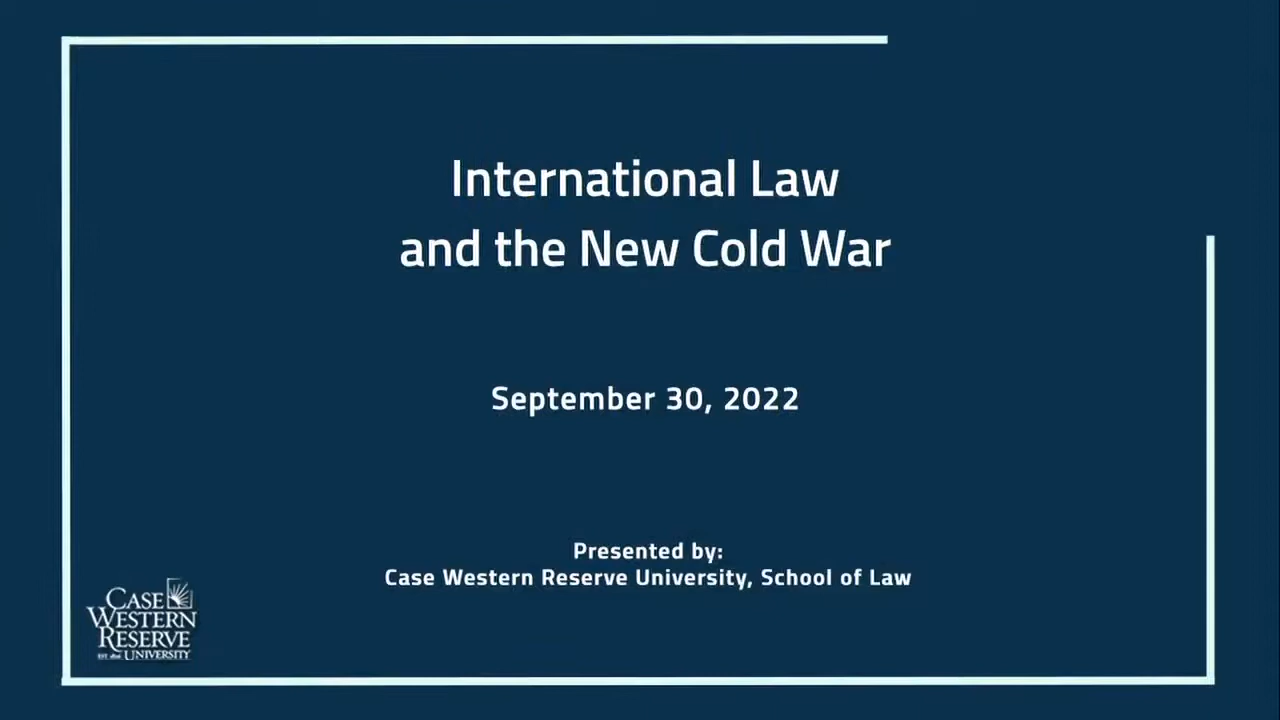 International Law
and the New Cold War
September 30, 2022
Presented by:
Case Western Reserve University, School of Law
CASE
WESTERN
RESERVE
UNIVERSITY